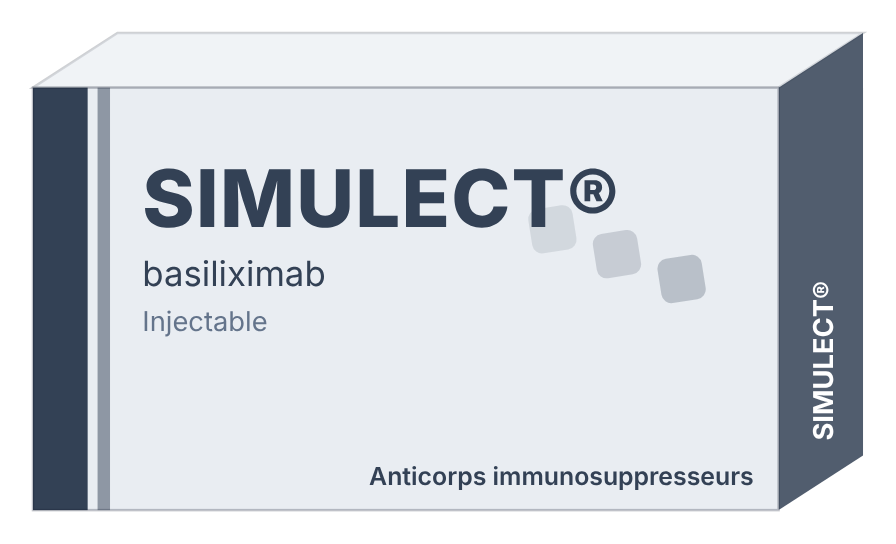 SIMULECT®
basiliximab
Injectable
Anticorps immunosuppresseurs
SIMULECT®